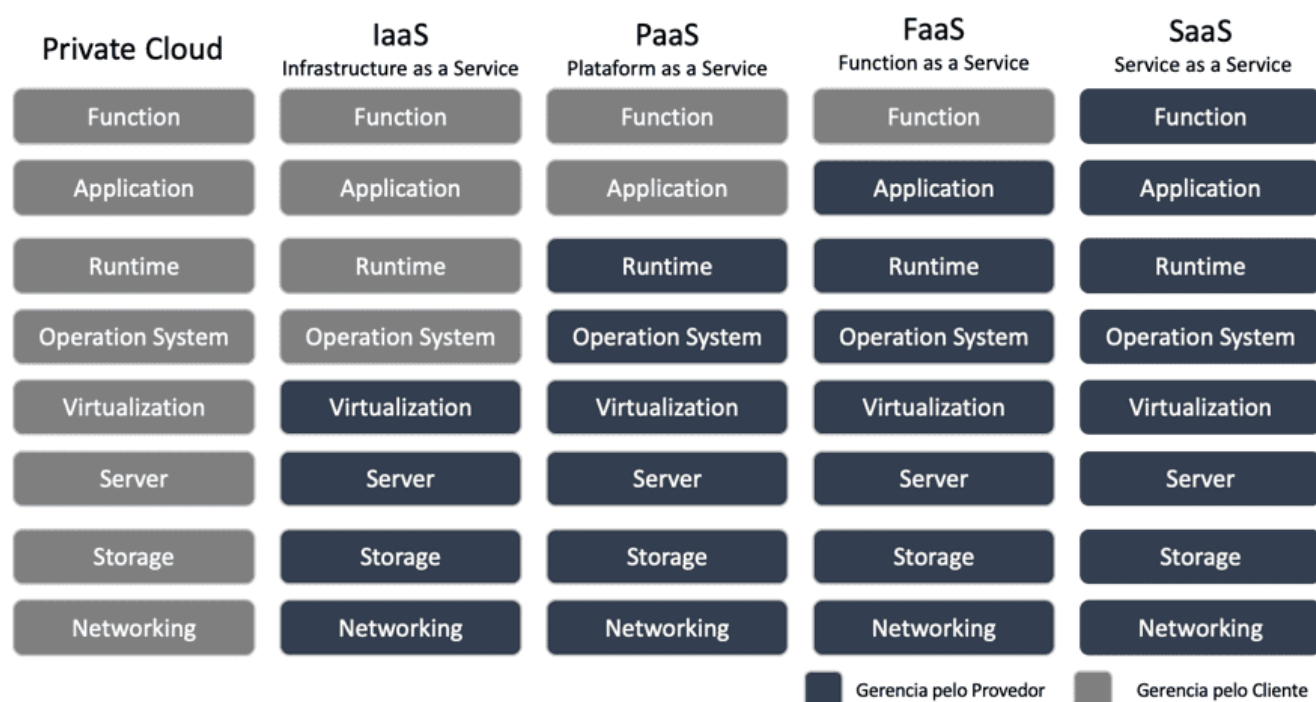 Private Cloud
IaaS
Infrastructure as a Service
PaaS
Plataform as a Service
FaaS
Function as a Service
SaaS
Service as a Service
Function
Function
Function
Function
Function
Application
Application
Application
Application
Application
Runtime
Runtime
Runtime
Runtime
Runtime
Operation System
Operation System
Operation System
Operation System
Operation System
Virtualization
Virtualization
Virtualization
Virtualization
Virtualization
Server
Server
Server
Server
Server
Storage
Storage
Storage
Storage
Storage
Networking
Networking
Networking
Networking
Networking
Gerencia pelo Provedor
Gerencia pelo Cliente